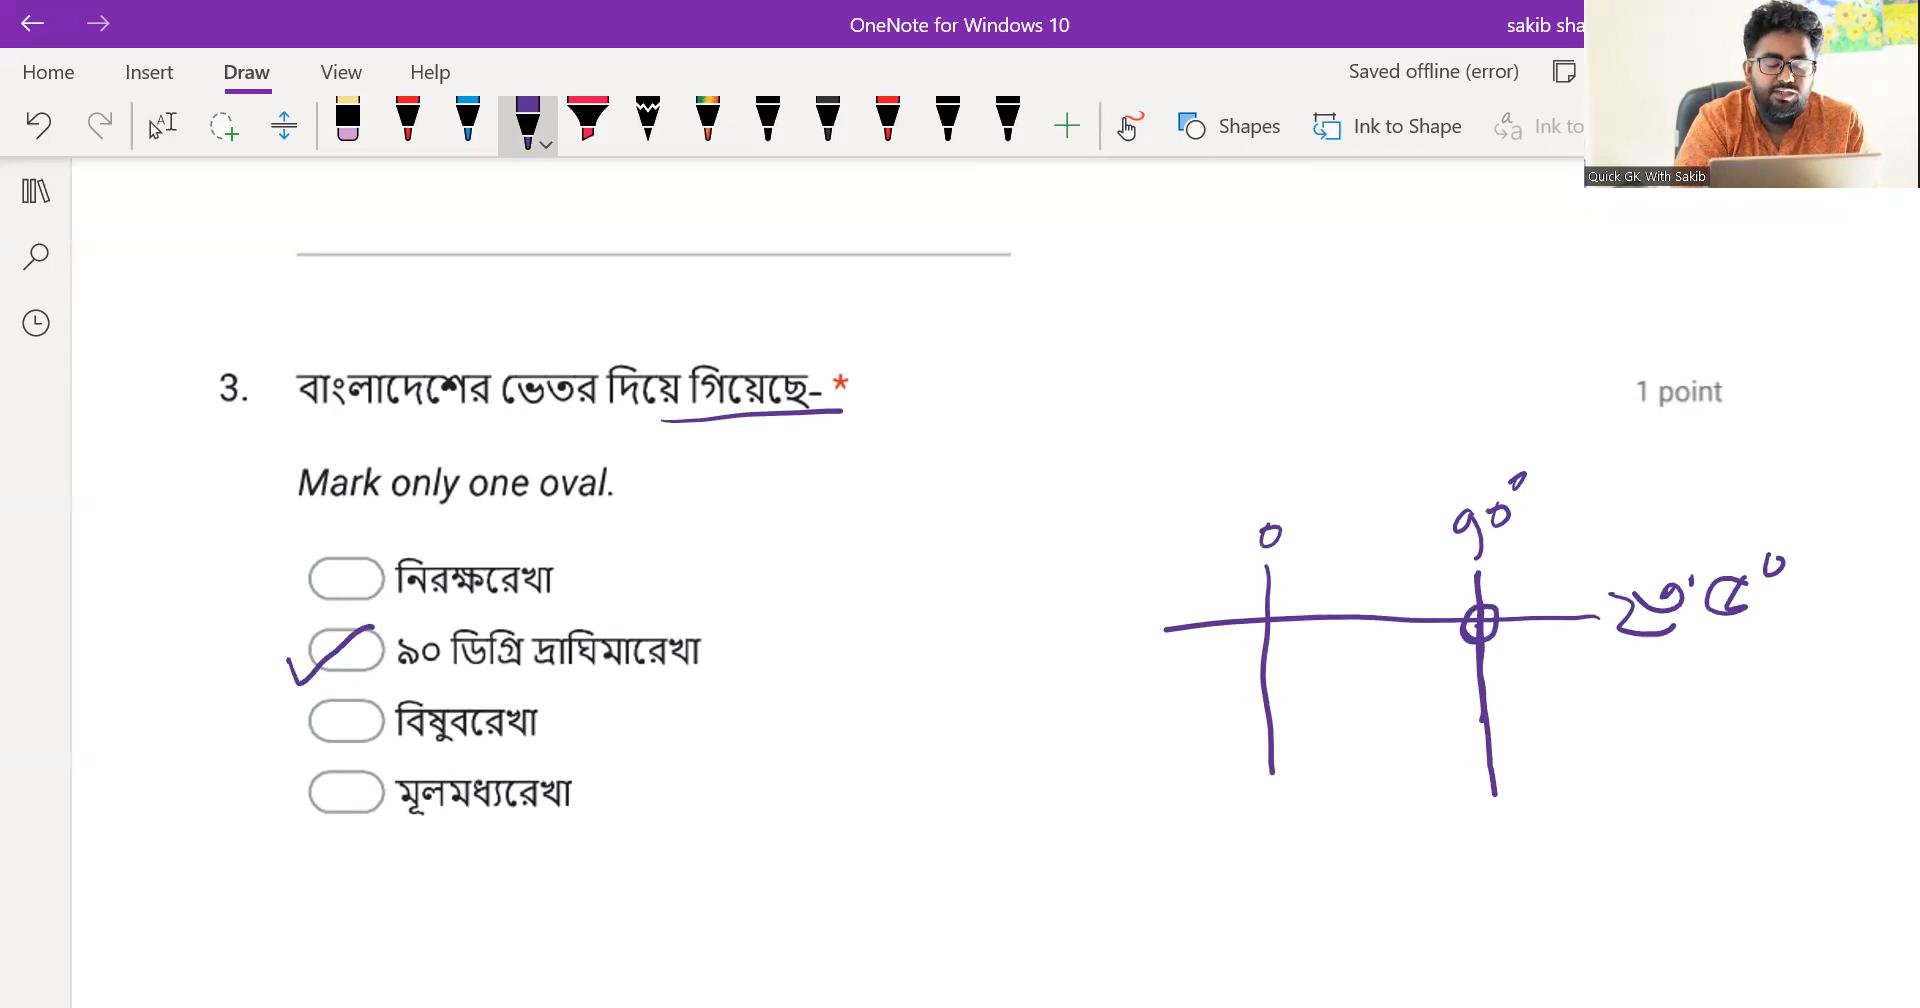 OneNote for Windows 10
sakib sha
Home Insert Draw View Help
Saved offline (error)
Shapes
Ink to Shape
Ink to
Quick GK With Sakib
3. বাংলাদেশের ভেতর দিয়ে গিয়েছে- *
1 point
Mark only one oval.
নিরক্ষরেখা
৯০ ডিগ্রি দ্রাঘিমারেখা
বিষুবরেখা
মূলমধ্যরেখা
0
90°
২৩'৫°